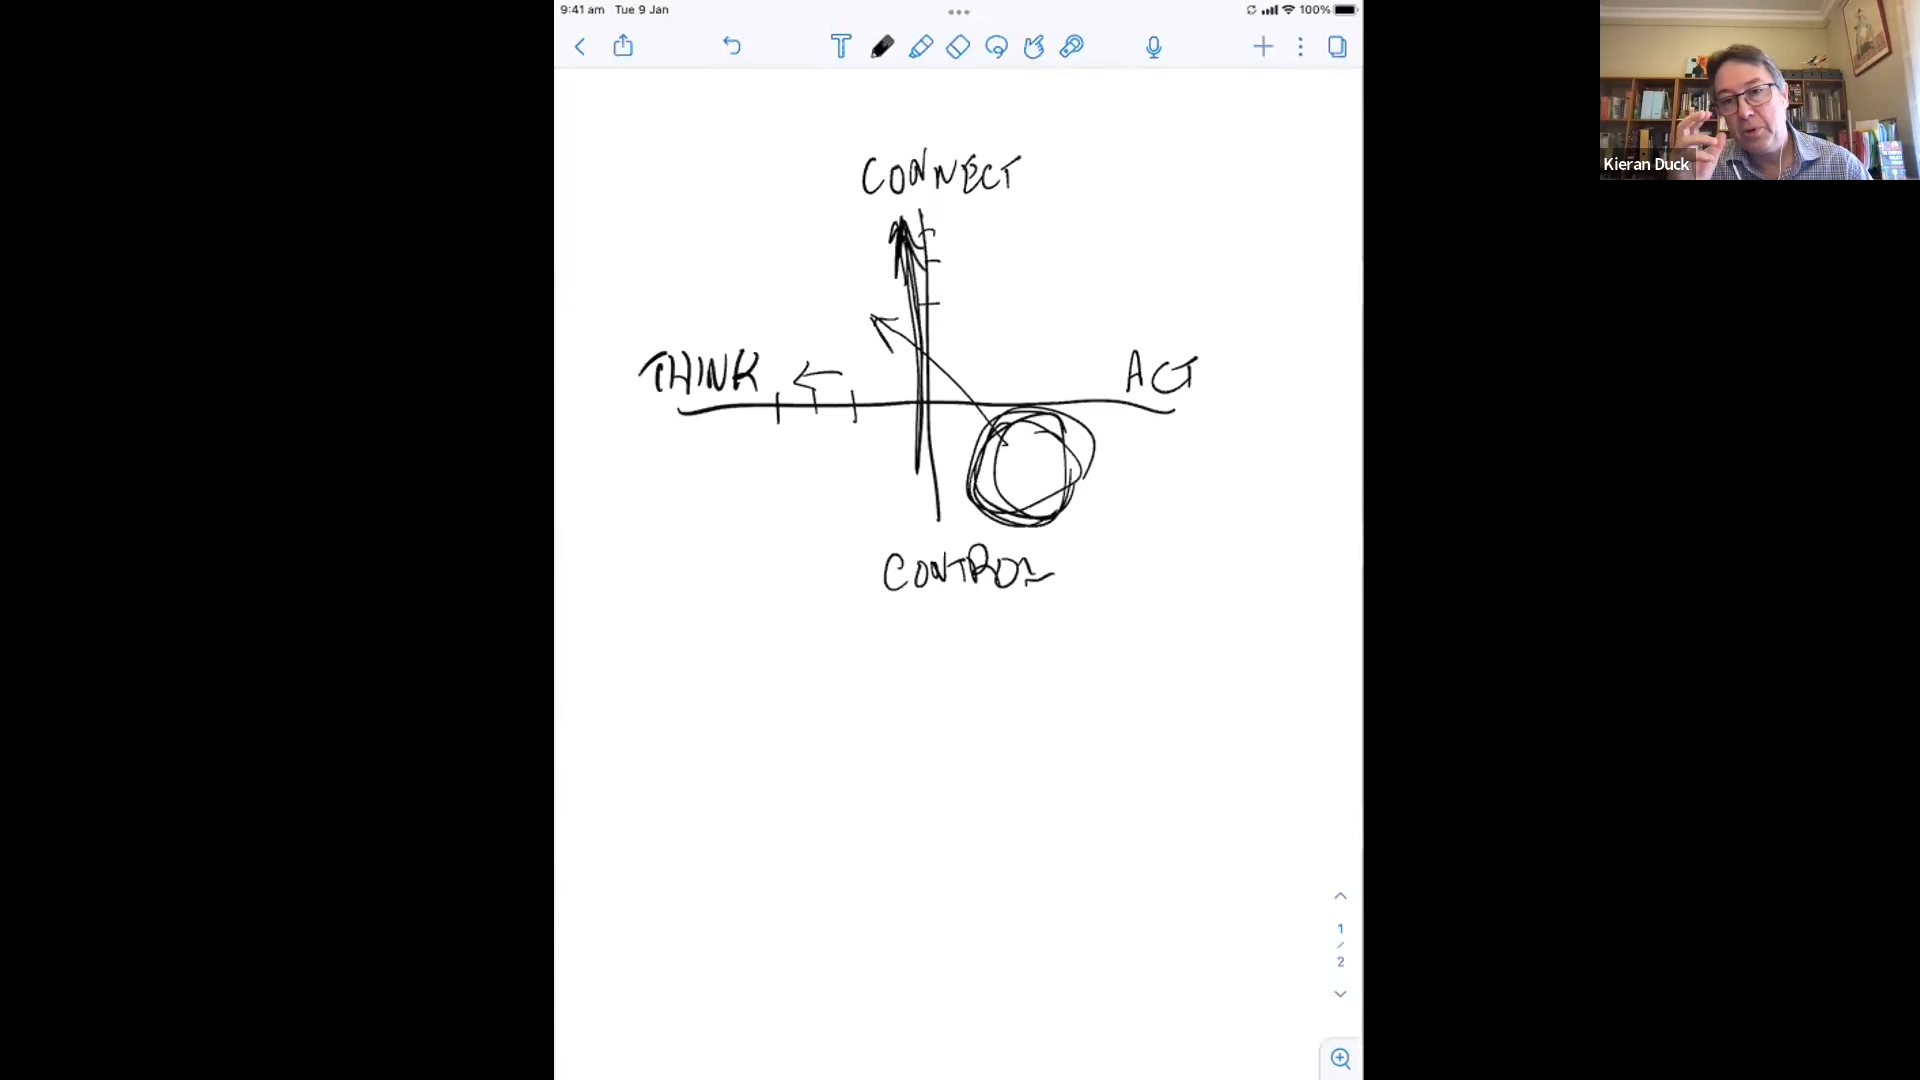 9:41 am Tue 9 Jan
100%
T
Kieran Duck
CONNECT
THINK
ACT
CONTROL
1
/
2